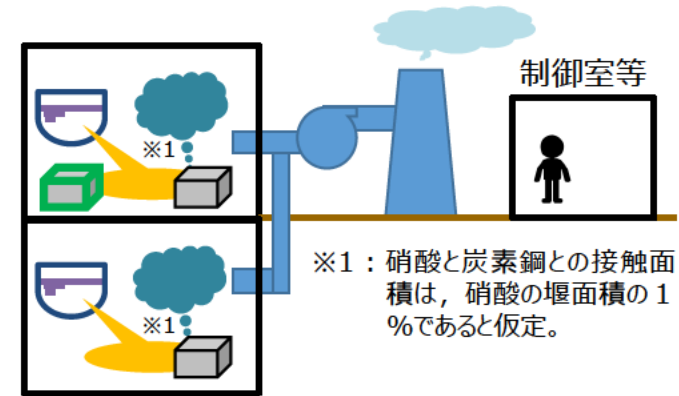 制御室等
※1
※1
※1：硝酸と炭素鋼との接触面
積は，硝酸の堰面積の１
%であると仮定。